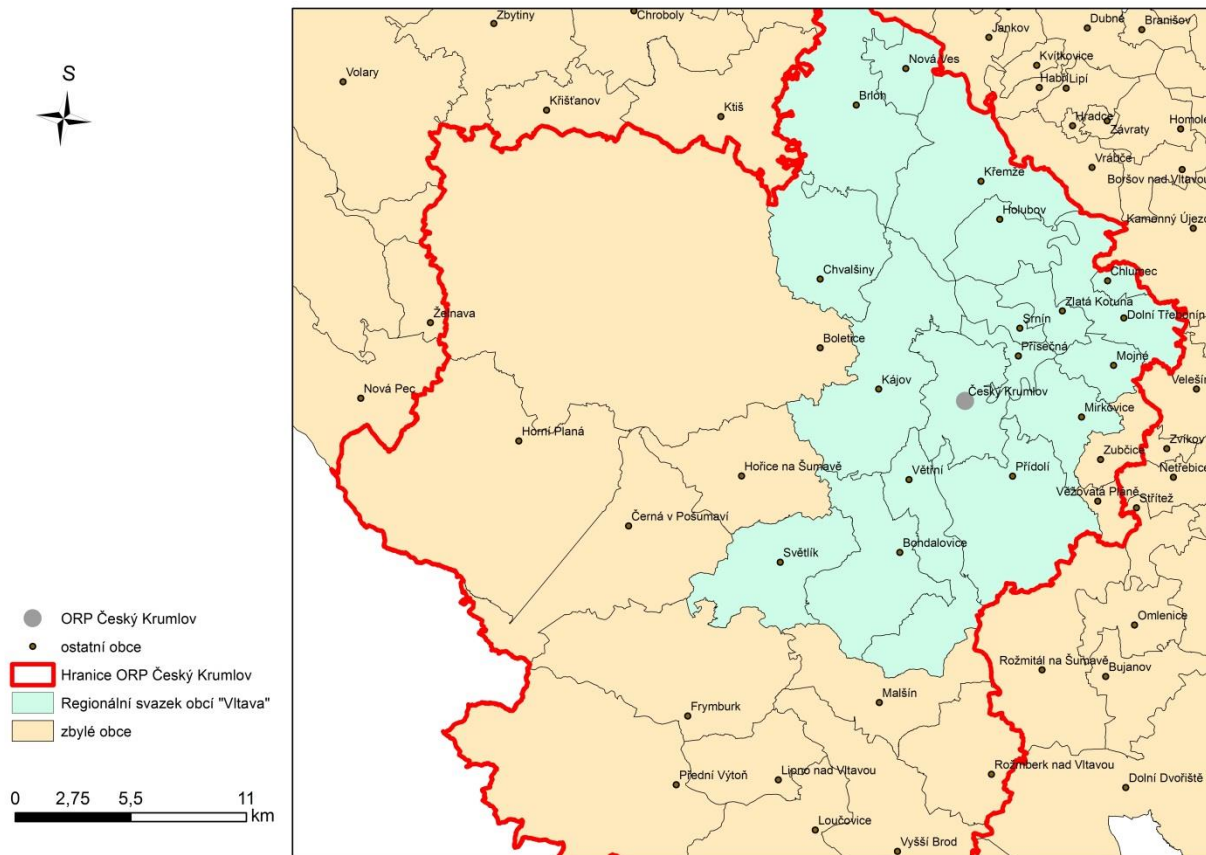 S
Zbytiny
Chroboly
Volary
Křišťanov
Ktiš
Nová Ves
Brloh
Jankov
Dubné
Branišov
Kvítkovice
Habří
Lipí
Hradce
Závraty
Homole
Vrábče
Boršov nad Vltavou
Křemže
Holubov
Kamenný Újezd
Chvalšiny
Chlumec
Zlatá Koruna
Dolní Třebonín
Želnava
Srnín
Boletice
Přísečná
Mojné
Nová Pec
Kájov
Český Krumlov
Velešín
Mirkovice
Horní Planá
Zubčice
Zvíkov
Hořice na Šumavě
Větřní
Přídolí
Netřebice
Věžovatá Pláně
Střítež
Černá v Pošumaví
Světlík
Bohdalovice
Omlenice
Rožmitál na Šumavě
Bujanov
Malšín
Frymburk
Přední Výtoň
Lipno nad Vltavou
Rožmberk nad Vltavou
Dolní Dvořiště
Loučovice
Vyšší Brod
ORP Český Krumlov
ostatní obce
Hranice ORP Český Krumlov
Regionální svazek obcí "Vltava"
zbylé obce
0 2,75 5,5 11
km